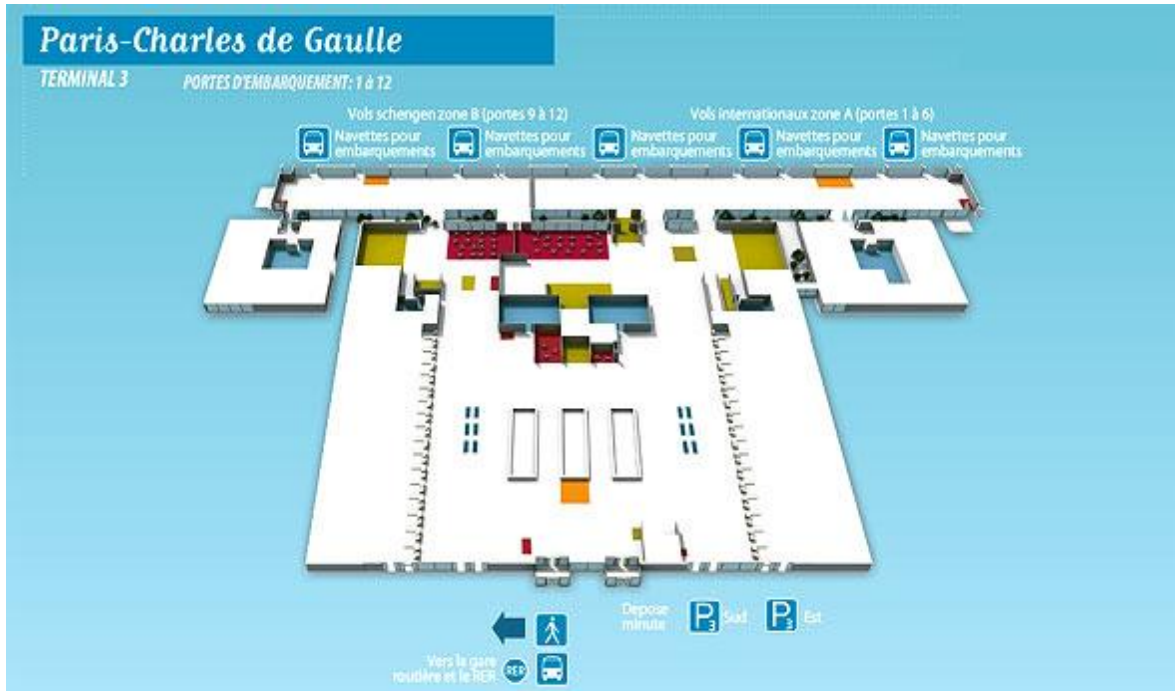 Paris-Charles de Gaulle
TERMINAL 3 PORTES D'EMBARQUEMENT: 1 à 12
Vols schengen zone B (portes 9 à 12) Vols internationaux zone A (portes 1 à 6)
Navettes pour embarquements
Navettes pour embarquements
Navettes pour embarquements
Navettes pour embarquements
Navettes pour embarquements
Depose minute
P3 Sud
P3 Est
Vers la gare
routière et le RER
RER